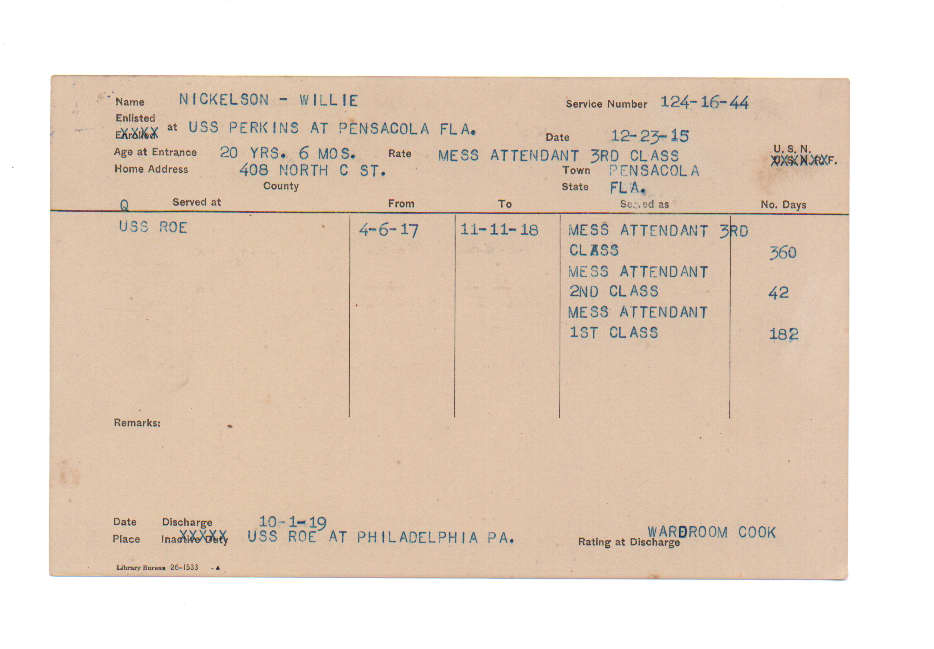 Name NICKELSON - WILLIE Service Number 124-16-44
Enlisted
Enrolled at USS PERKINS AT PENSACOLA FLA. Date 12-23-15
Age at Entrance 20 YRS. 6 MOS. Rate MESS ATTENDANT 3RD CLASS U. S. N.
U. S. N. R. F.
Home Address 408 NORTH C ST. Town PENSACOLA
County State FLA.
Q Served at From To Served as No. Days
USS ROE 4-6-17 11-11-18 MESS ATTENDANT 3RD
CLASS 360
MESS ATTENDANT
2ND CLASS 42
MESS ATTENDANT
1ST CLASS 182
Remarks:
Date Discharge 10-1-19
Place Inactive Duty USS ROE AT PHILADELPHIA PA. Rating at Discharge WARDROOM COOK
Library Bureau 26-1533